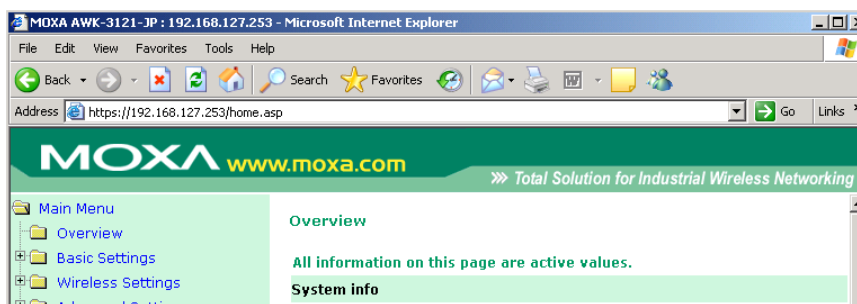 MOXA AWK-3121-JP : 192.168.127.253 - Microsoft Internet Explorer
File Edit View Favorites Tools Help
Back Search Favorites
Address https://192.168.127.253/home.asp Go Links
MOXA www.moxa.com
Total Solution for Industrial Wireless Networking
Main Menu
Overview
Basic Settings
Wireless Settings
Overview
All information on this page are active values.
System info